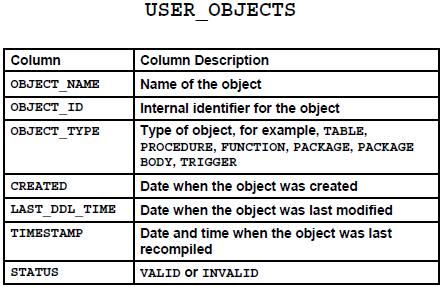 USER_OBJECTS
Column Column Description
OBJECT_NAME Name of the object
OBJECT_ID Internal identifier for the object
OBJECT_TYPE Type of object, for example, TABLE,
PROCEDURE, FUNCTION, PACKAGE, PACKAGE
BODY, TRIGGER
CREATED Date when the object was created
LAST_DDL_TIME Date when the object was last modified
TIMESTAMP Date and time when the object was last
recompiled
STATUS VALID or INVALID